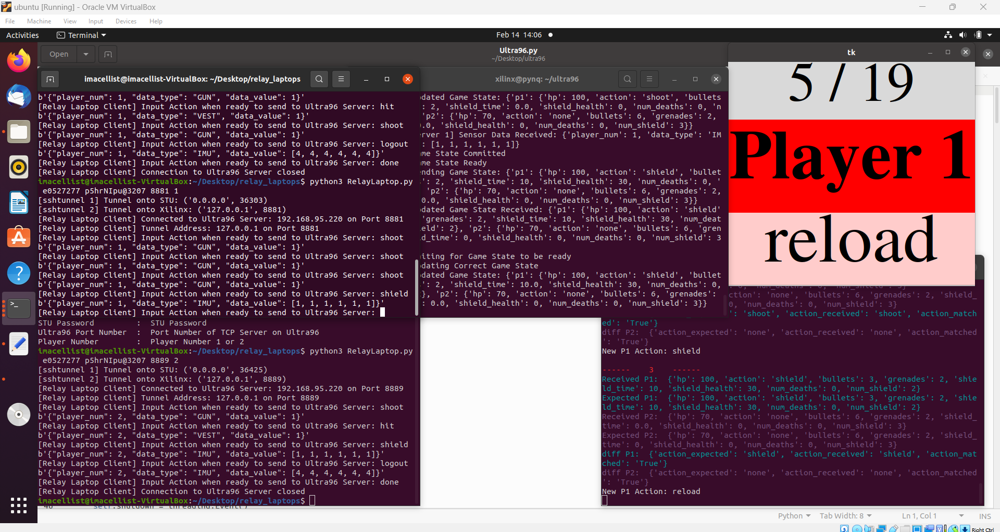 ubuntu [Running] - Oracle VM VirtualBox
File Machine View Input Devices Help
Activities Terminal Feb 14 14:06
Open
Ultra96.py
~/Desktop/ultra96
imacellist@imacellist-VirtualBox: ~/Desktop/relay_laptops
b'{"player_num": 1, "data_type": "GUN", "data_value": 1}'
[Relay Laptop Client] Input Action when ready to send to Ultra96 Server: hit
b'{"player_num": 1, "data_type": "VEST", "data_value": 1}'
[Relay Laptop Client] Input Action when ready to send to Ultra96 Server: shoot
b'{"player_num": 1, "data_type": "GUN", "data_value": 1}'
[Relay Laptop Client] Input Action when ready to send to Ultra96 Server: logout
b'{"player_num": 1, "data_type": "IMU", "data_value": [4, 4, 4, 4, 4, 4]}'
[Relay Laptop Client] Input Action when ready to send to Ultra96 Server: done
[Relay Laptop Client] Connection to Ultra96 Server closed
imacellist@imacellist-VirtualBox:~/Desktop/relay_laptops$ python3 RelayLaptop.py
e0527277 p5hrNIpu@3207 8881 1
[sshtunnel 1] Tunnel onto STU: ('0.0.0.0', 36303)
[sshtunnel 2] Tunnel onto Xilinx: ('127.0.0.1', 8881)
[Relay Laptop Client] Connected to Ultra96 Server: 192.168.95.220 on Port 8881
[Relay Laptop Client] Tunnel Address: 127.0.0.1 on Port 8881
[Relay Laptop Client] Input Action when ready to send to Ultra96 Server: shoot
b'{"player_num": 1, "data_type": "GUN", "data_value": 1}'
[Relay Laptop Client] Input Action when ready to send to Ultra96 Server: shoot
b'{"player_num": 1, "data_type": "GUN", "data_value": 1}'
[Relay Laptop Client] Input Action when ready to send to Ultra96 Server: shoot
b'{"player_num": 1, "data_type": "GUN", "data_value": 1}'
[Relay Laptop Client] Input Action when ready to send to Ultra96 Server: shield
b'{"player_num": 1, "data_type": "IMU", "data_value": [1, 1, 1, 1, 1, 1]}'
[Relay Laptop Client] Input Action when ready to send to Ultra96 Server:
STU Password : STU Password
Ultra96 Port Number : Port Number of TCP Server on Ultra96
Player Number : Player Number 1 or 2
imacellist@imacellist-VirtualBox:~/Desktop/relay_laptops$ python3 RelayLaptop.py
e0527277 p5hrNIpu@3207 8889 2
[sshtunnel 1] Tunnel onto STU: ('0.0.0.0', 36425)
[sshtunnel 2] Tunnel onto Xilinx: ('127.0.0.1', 8889)
[Relay Laptop Client] Connected to Ultra96 Server: 192.168.95.220 on Port 8889
[Relay Laptop Client] Tunnel Address: 127.0.0.1 on Port 8889
[Relay Laptop Client] Input Action when ready to send to Ultra96 Server: shoot
b'{"player_num": 2, "data_type": "GUN", "data_value": 1}'
[Relay Laptop Client] Input Action when ready to send to Ultra96 Server: hit
b'{"player_num": 2, "data_type": "VEST", "data_value": 1}'
[Relay Laptop Client] Input Action when ready to send to Ultra96 Server: shield
b'{"player_num": 2, "data_type": "IMU", "data_value": [1, 1, 1, 1, 1, 1]}'
[Relay Laptop Client] Input Action when ready to send to Ultra96 Server: logout
b'{"player_num": 2, "data_type": "IMU", "data_value": [4, 4, 4, 4, 4, 4]}'
[Relay Laptop Client] Input Action when ready to send to Ultra96 Server: done
[Relay Laptop Client] Connection to Ultra96 Server closed
imacellist@imacellist-VirtualBox:~/Desktop/relay_laptops$
xilinx@pynq: ~/ultra96
dated Game State: {'p1': {'hp': 100, 'action': 'shoot', 'bullets
: 2, 'shield_time': 0.0, 'shield_health': 0, 'num_deaths': 0, 'n
'p2': {'hp': 70, 'action': 'none', 'bullets': 6, 'grenades': 2,
.0, 'shield_health': 0, 'num_deaths': 0, 'num_shield': 3}}
rver 1] Sensor Data Received: {'player_num': 1, 'data_type': 'IM
: [1, 1, 1, 1, 1, 1]}
me State Committed
me State Ready
nding Game State: {'p1': {'hp': 100, 'action': 'shield', 'bullet
': 2, 'shield_time': 10, 'shield_health': 30, 'num_deaths': 0, '
'p2': {'hp': 70, 'action': 'none', 'bullets': 6, 'grenades': 2,
0.0, 'shield_health': 0, 'num_deaths': 0, 'num_shield': 3}}
dated Game State Received: {'p1': {'hp': 100, 'action': 'shield'
'grenades': 2, 'shield_time': 10, 'shield_health': 30, 'num_deat
eld': 2}, 'p2': {'hp': 70, 'action': 'none', 'bullets': 6, 'gren
d_time': 0, 'shield_health': 0, 'num_deaths': 0, 'num_shield': 3
iting for Game State to be ready
dating Correct Game State
dated Game State: {'p1': {'hp': 100, 'action': 'shield', 'bullet
': 2, 'shield_time': 10.0, 'shield_health': 30, 'num_deaths': 0,
}, 'p2': {'hp': 70, 'action': 'none', 'bullets': 6, 'grenades':
: 0.0, 'shield_health': 0, 'num_deaths': 0, 'num_shield': 3}}
tk
5 / 19
Player 1
reload
ction': 'none', 'bullets': 6, 'grenades': 2, 'shield_
0, 'num_deaths': 0, 'num_shield': 3}
': 'shoot', 'action_received': 'shoot', 'action_match
ed': 'True'}
diff P2: {'action_expected': 'none', 'action_received': 'none', 'action_matched
': 'True'}
New P1 Action: shield
------ 3 ------
Received P1: {'hp': 100, 'action': 'shield', 'bullets': 3, 'grenades': 2, 'shie
ld_time': 10, 'shield_health': 30, 'num_deaths': 0, 'num_shield': 2}
Expected P1: {'hp': 100, 'action': 'shield', 'bullets': 3, 'grenades': 2, 'shie
ld_time': 10, 'shield_health': 30, 'num_deaths': 0, 'num_shield': 2}
Received P2: {'hp': 70, 'action': 'none', 'bullets': 6, 'grenades': 2, 'shield_
time': 0.0, 'shield_health': 0, 'num_deaths': 0, 'num_shield': 3}
Expected P2: {'hp': 70, 'action': 'none', 'bullets': 6, 'grenades': 2, 'shield_
time': 0, 'shield_health': 0, 'num_deaths': 0, 'num_shield': 3}
diff P1: {'action_expected': 'shield', 'action_received': 'shield', 'action_mat
ched': 'True'}
diff P2: {'action_expected': 'none', 'action_received': 'none', 'action_matched
': 'True'}
New P1 Action: reload
Python Tab Width: 8 Ln 1, Col 1 INS
Right Ctrl